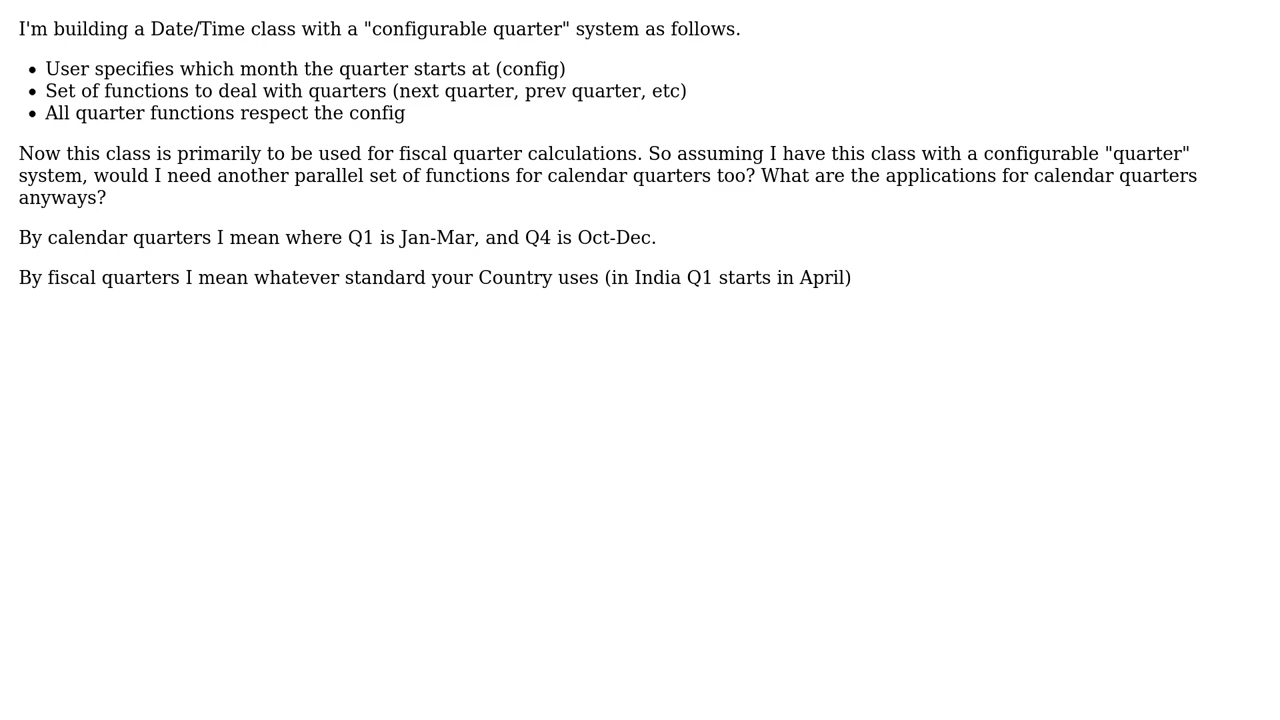 I'm building a Date/Time class with a "configurable quarter" system as follows.
• User specifies which month the quarter starts at (config)
• Set of functions to deal with quarters (next quarter, prev quarter, etc)
• All quarter functions respect the config
Now this class is primarily to be used for fiscal quarter calculations. So assuming I have this class with a configurable "quarter"
system, would I need another parallel set of functions for calendar quarters too? What are the applications for calendar quarters
anyways?
By calendar quarters I mean where Q1 is Jan-Mar, and Q4 is Oct-Dec.
By fiscal quarters I mean whatever standard your Country uses (in India Q1 starts in April)